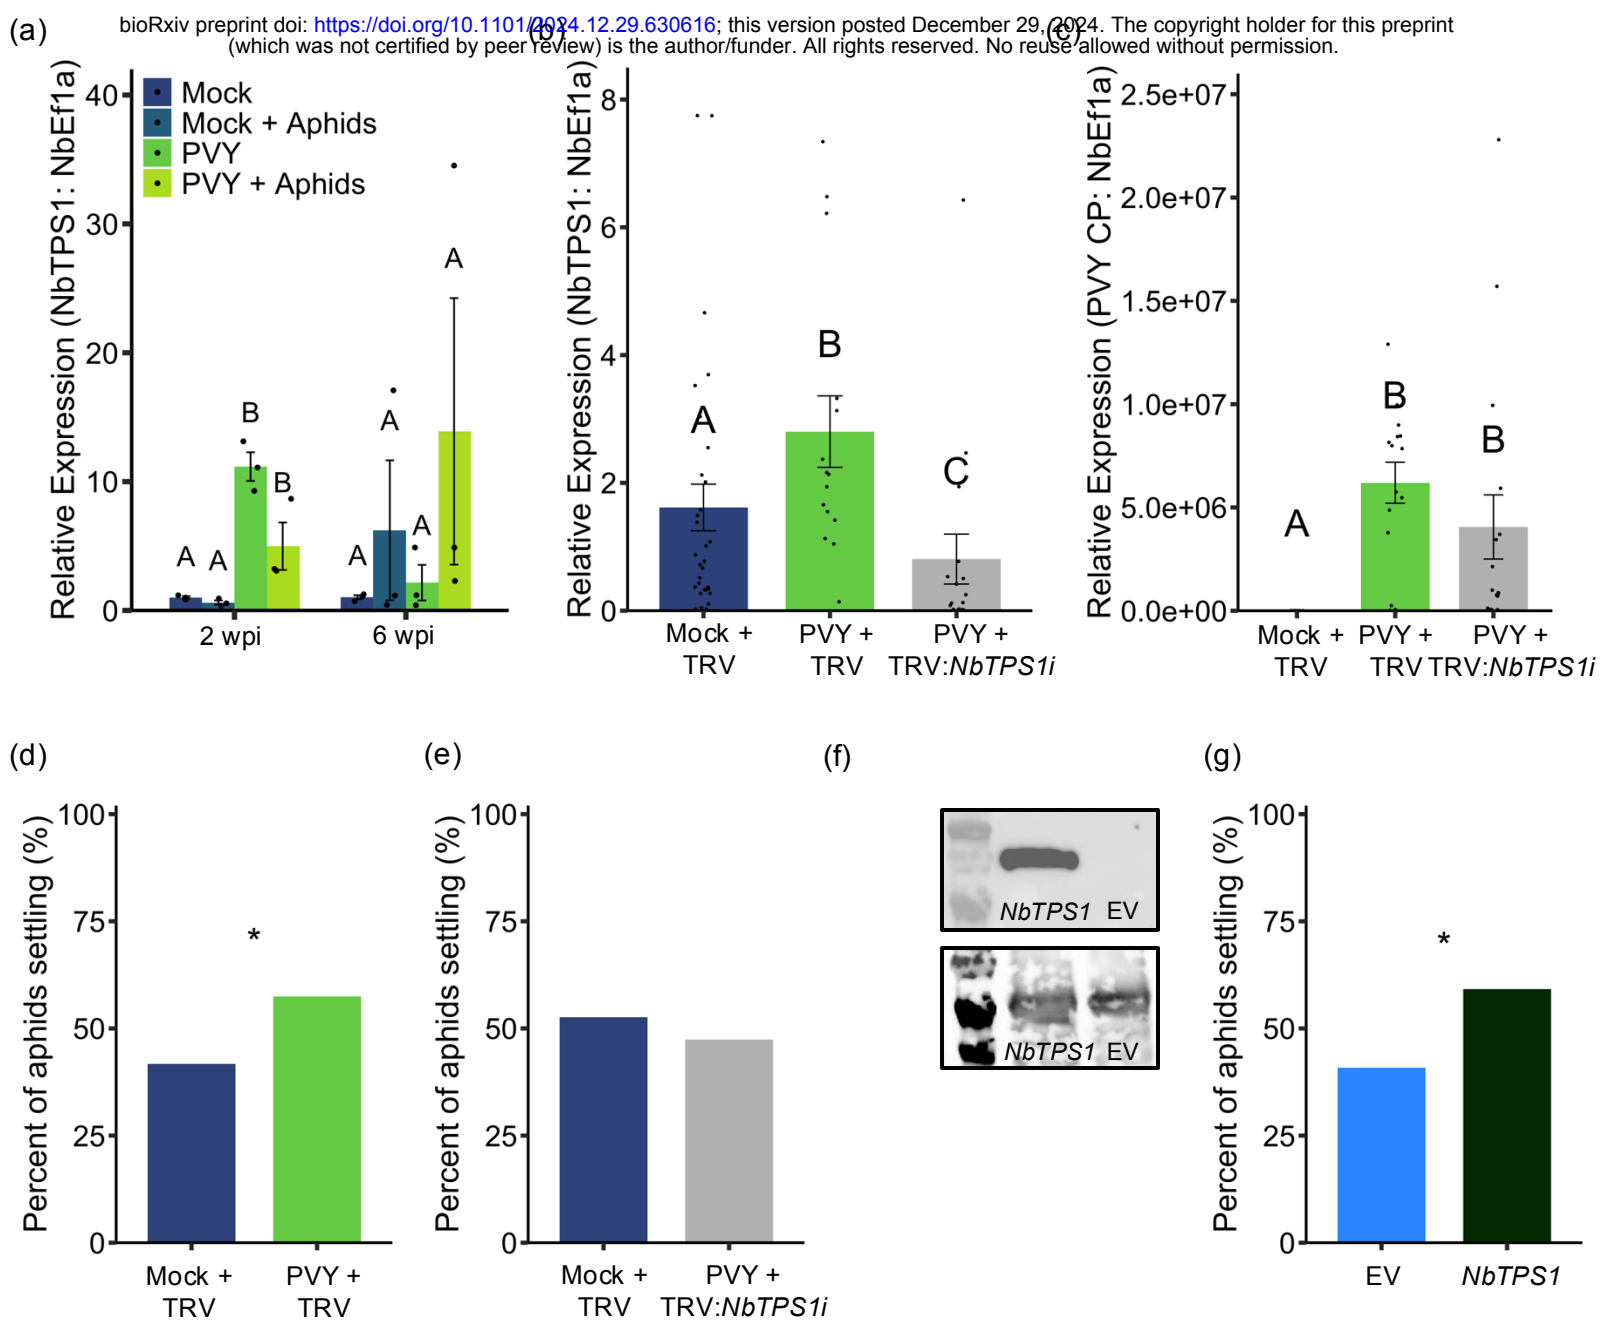 bioRxiv preprint doi: https://doi.org/10.1101/2024.12.29.630616; this version posted December 29, 2024. The copyright holder for this preprint
(which was not certified by peer review) is the author/funder. All rights reserved. No reuse allowed without permission.
(a)
Relative Expression (NbTPS1: NbEf1a)
40
30
20
10
0
Mock
Mock + Aphids
PVY
PVY + Aphids
A
A
B
B
A
A
A
A
2 wpi
6 wpi
(b)
Relative Expression (NbTPS1: NbEf1a)
8
6
4
2
0
A
B
C
Mock +
TRV
PVY +
TRV
PVY +
TRV:NbTPS1i
(c)
Relative Expression (PVY CP: NbEf1a)
2.5e+07
2.0e+07
1.5e+07
1.0e+07
5.0e+06
0.0e+00
A
B
B
Mock +
TRV
PVY +
TRV
PVY +
TRV:NbTPS1i
(d)
Percent of aphids settling (%)
100
75
50
25
0
*
Mock +
TRV
PVY +
TRV
(e)
Percent of aphids settling (%)
100
75
50
25
0
Mock +
TRV
PVY +
TRV:NbTPS1i
(f)
NbTPS1 EV
NbTPS1 EV
(g)
Percent of aphids settling (%)
100
75
50
25
0
*
EV
NbTPS1